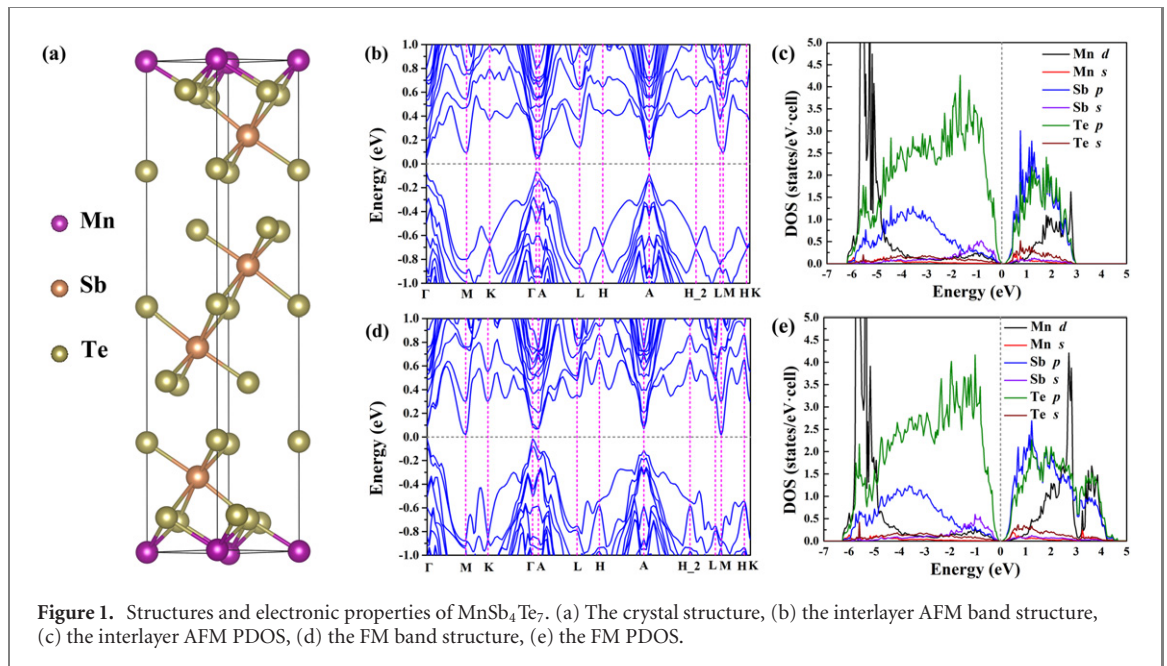 (a)
Mn
Sb
Te
(b)
Energy (eV)
1.0
0.8
0.6
0.4
0.2
0.0
-0.2
-0.4
-0.6
-0.8
-1.0
Γ M K Γ A L H A H_2 L M H K
(c)
DOS (states/eV·cell)
5.0
4.5
4.0
3.5
3.0
2.5
2.0
1.5
1.0
0.5
0.0
Mn d
Mn s
Sb p
Sb s
Te p
Te s
-7 -6 -5 -4 -3 -2 -1 0 1 2 3 4 5
Energy (eV)
(d)
Energy (eV)
1.0
0.8
0.6
0.4
0.2
0.0
-0.2
-0.4
-0.6
-0.8
-1.0
Γ M K Γ A L H A H_2 L M H K
(e)
DOS (states/eV·cell)
5.0
4.5
4.0
3.5
3.0
2.5
2.0
1.5
1.0
0.5
0.0
Mn d
Mn s
Sb p
Sb s
Te p
Te s
-7 -6 -5 -4 -3 -2 -1 0 1 2 3 4 5
Energy (eV)
Figure 1. Structures and electronic properties of MnSb₄Te₇. (a) The crystal structure, (b) the interlayer AFM band structure,
(c) the interlayer AFM PDOS, (d) the FM band structure, (e) the FM PDOS.